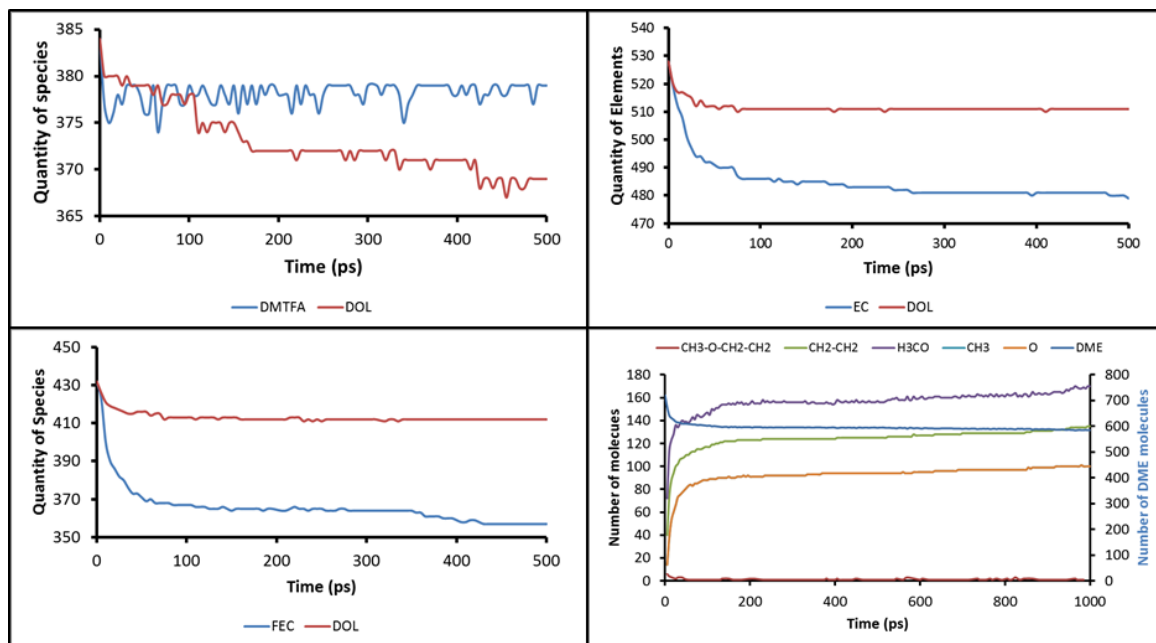 Quantity of species
385
380
375
370
365
0 100 200 300 400 500
Time (ps)
DMTFA DOL
Quantity of Elements
540
530
520
510
500
490
480
470
0 100 200 300 400 500
Time (ps)
EC DOL
Quantity of Species
450
430
410
390
370
350
0 100 200 300 400 500
Time (ps)
FEC DOL
CH3-O-CH2-CH2 CH2-CH2 H3CO CH3 O DME
Number of molecues
180
160
140
120
100
80
60
40
20
0
800
700
600
500
400
300
200
100
0
Number of DME molecules
0 200 400 600 800 1000
Time (ps)